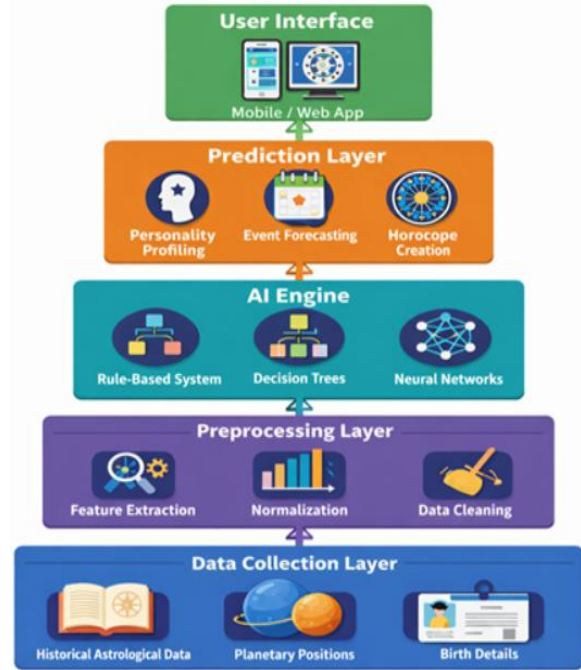 User Interface
Mobile / Web App
Prediction Layer
Personality Profiling
Event Forecasting
Horocope Creation
AI Engine
Rule-Based System
Decision Trees
Neural Networks
Preprocessing Layer
Feature Extraction
Normalization
Data Cleaning
Data Collection Layer
Historical Astrological Data
Planetary Positions
Birth Details